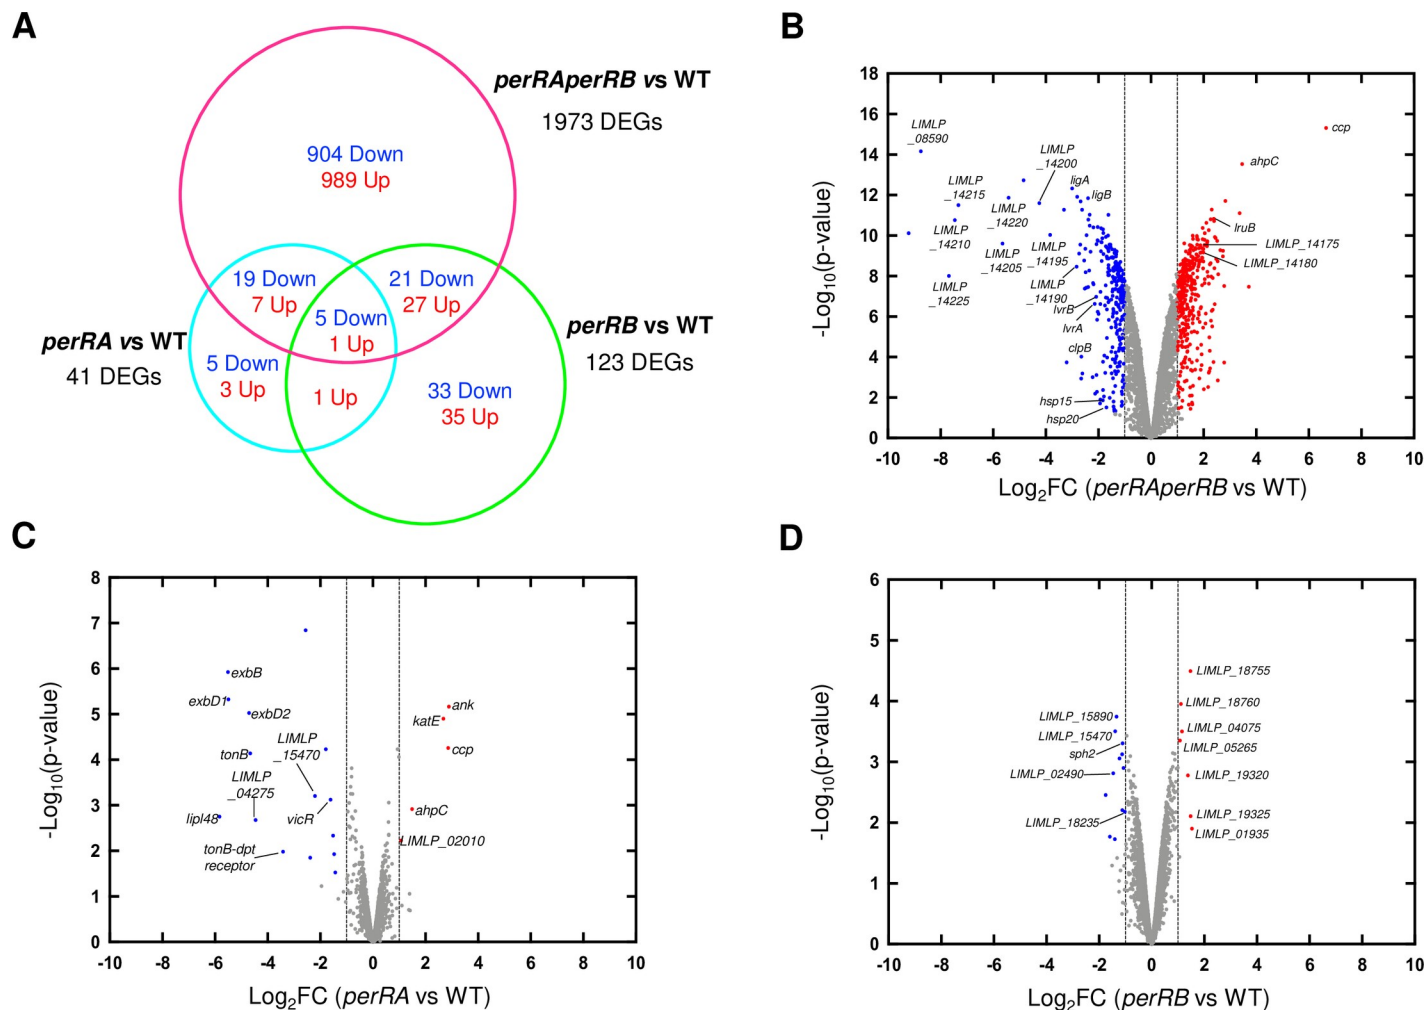 A
perRAperRB vs WT
1973 DEGs
904 Down
989 Up
19 Down
7 Up
21 Down
27 Up
5 Down
1 Up
perRA vs WT
41 DEGs
perRB vs WT
123 DEGs
5 Down
3 Up
1 Up
33 Down
35 Up
B
-Log10(p-value)
18
16
14
12
10
8
6
4
2
0
LIMLP
_08590
LIMLP
_14200
ccp
ahpC
LIMLP
_14215
ligA
ligB
LIMLP
_14220
LIMLP
_14210
lruB
LIMLP_14175
LIMLP
_14205
LIMLP
_14195
LIMLP_14180
LIMLP
_14225
LIMLP
_14190
lvrB
lvrA
clpB
hsp15
hsp20
-10 -8 -6 -4 -2 0 2 4 6 8 10
Log2FC (perRAperRB vs WT)
C
-Log10(p-value)
8
7
6
5
4
3
2
1
0
exbB
exbD1
exbD2
ank
katE
LIMLP
_15470
tonB
ccp
LIMLP
_04275
lipl48
vicR
ahpC
LIMLP_02010
tonB-dpt
receptor
-10 -8 -6 -4 -2 0 2 4 6 8 10
Log2FC (perRA vs WT)
D
-Log10(p-value)
6
5
4
3
2
1
0
LIMLP_18755
LIMLP_18760
LIMLP_15890
LIMLP_04075
LIMLP_15470
LIMLP_05265
sph2
LIMLP_02490
LIMLP_19320
LIMLP_18235
LIMLP_19325
LIMLP_01935
-10 -8 -6 -4 -2 0 2 4 6 8 10
Log2FC (perRB vs WT)